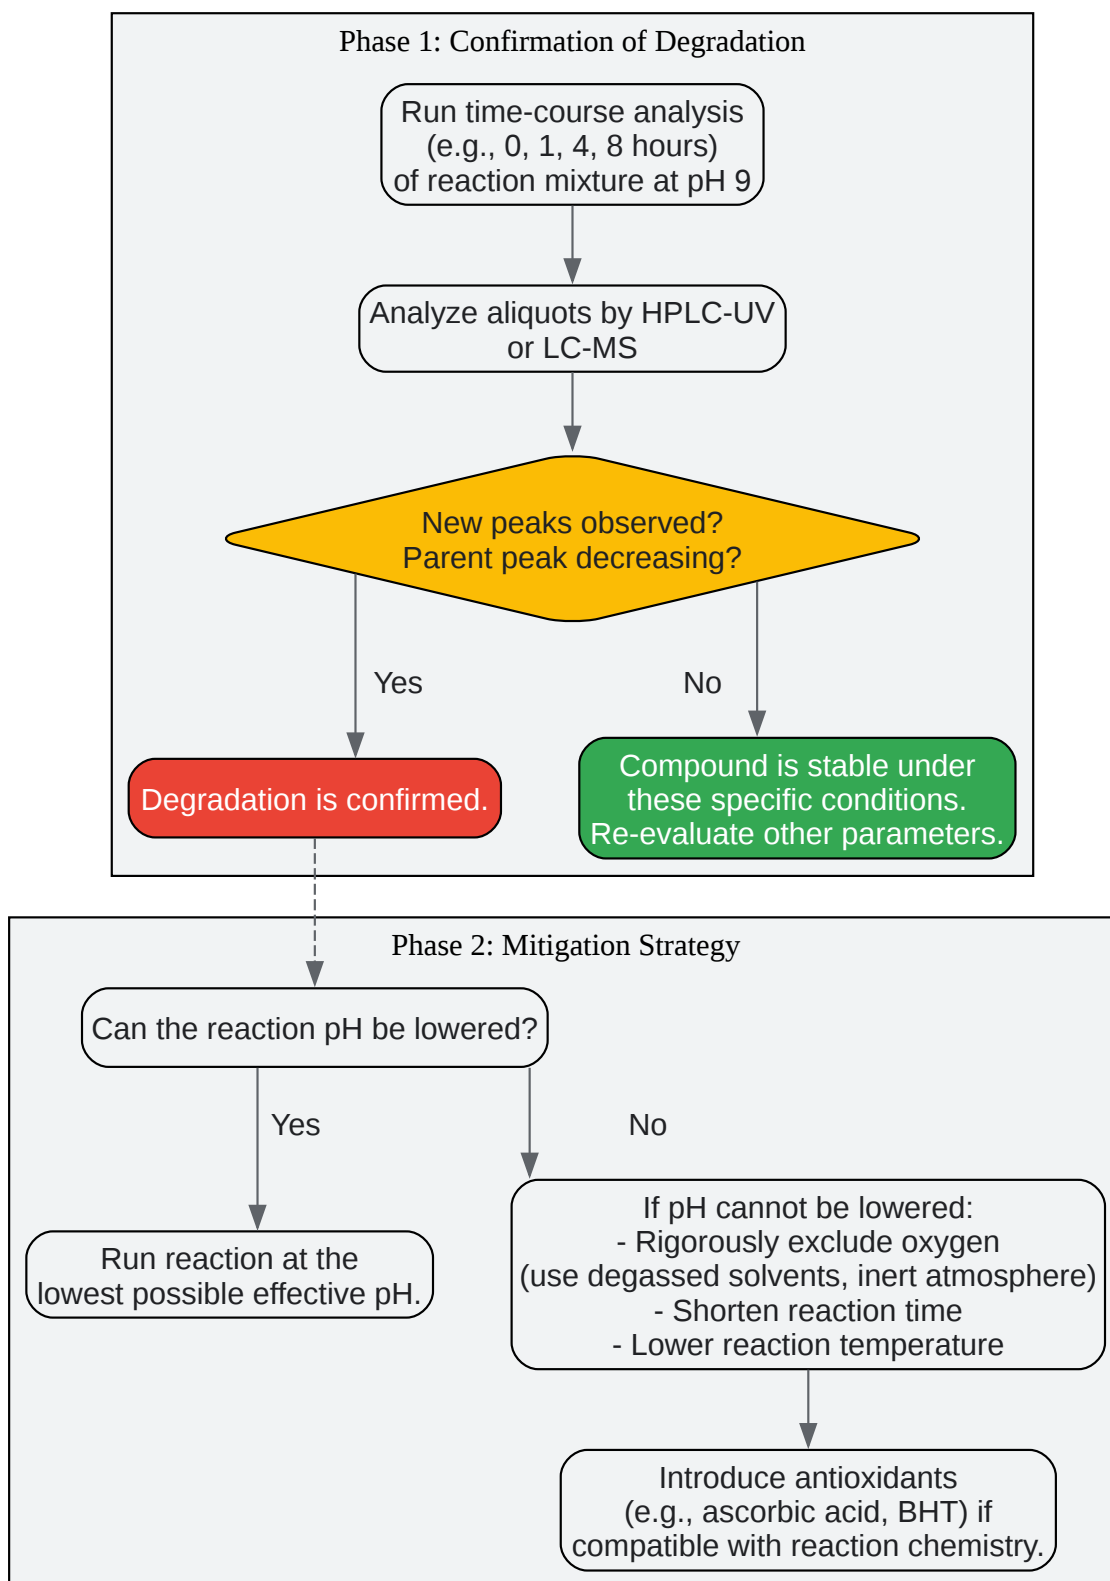 Phase 1: Confirmation of Degradation
Run time-course analysis
(e.g., 0, 1, 4, 8 hours)
of reaction mixture at pH 9
Analyze aliquots by HPLC-UV
or LC-MS
New peaks observed?
Parent peak decreasing?
Yes
No
Degradation is confirmed.
Compound is stable under
these specific conditions.
Re-evaluate other parameters.
Phase 2: Mitigation Strategy
Can the reaction pH be lowered?
Yes
No
Run reaction at the
lowest possible effective pH.
If pH cannot be lowered:
- Rigorously exclude oxygen
(use degassed solvents, inert atmosphere)
- Shorten reaction time
- Lower reaction temperature
Introduce antioxidants
(e.g., ascorbic acid, BHT) if
compatible with reaction chemistry.